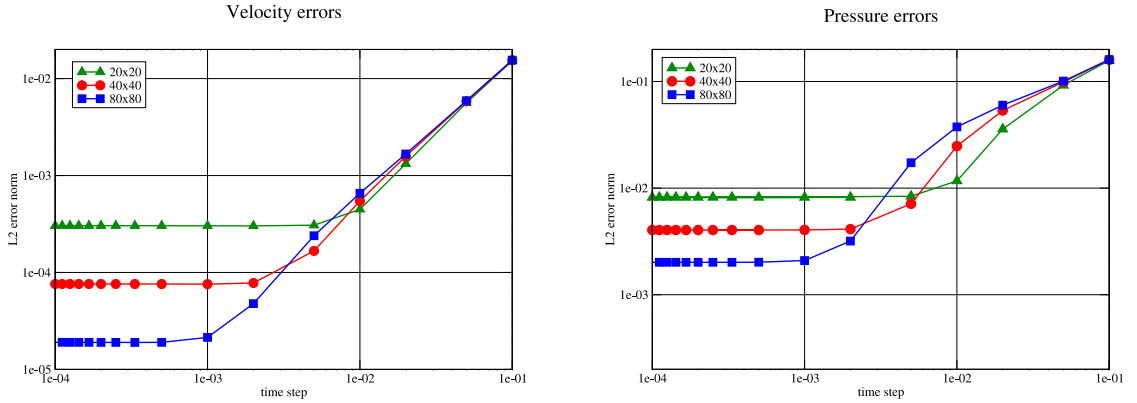 Velocity errors
1e-02
1e-03
1e-04
1e-05
L2 error norm
20x20
40x40
80x80
1e-04
1e-03
1e-02
1e-01
time step
Pressure errors
1e-01
1e-02
1e-03
L2 error norm
20x20
40x40
80x80
1e-04
1e-03
1e-02
1e-01
time step